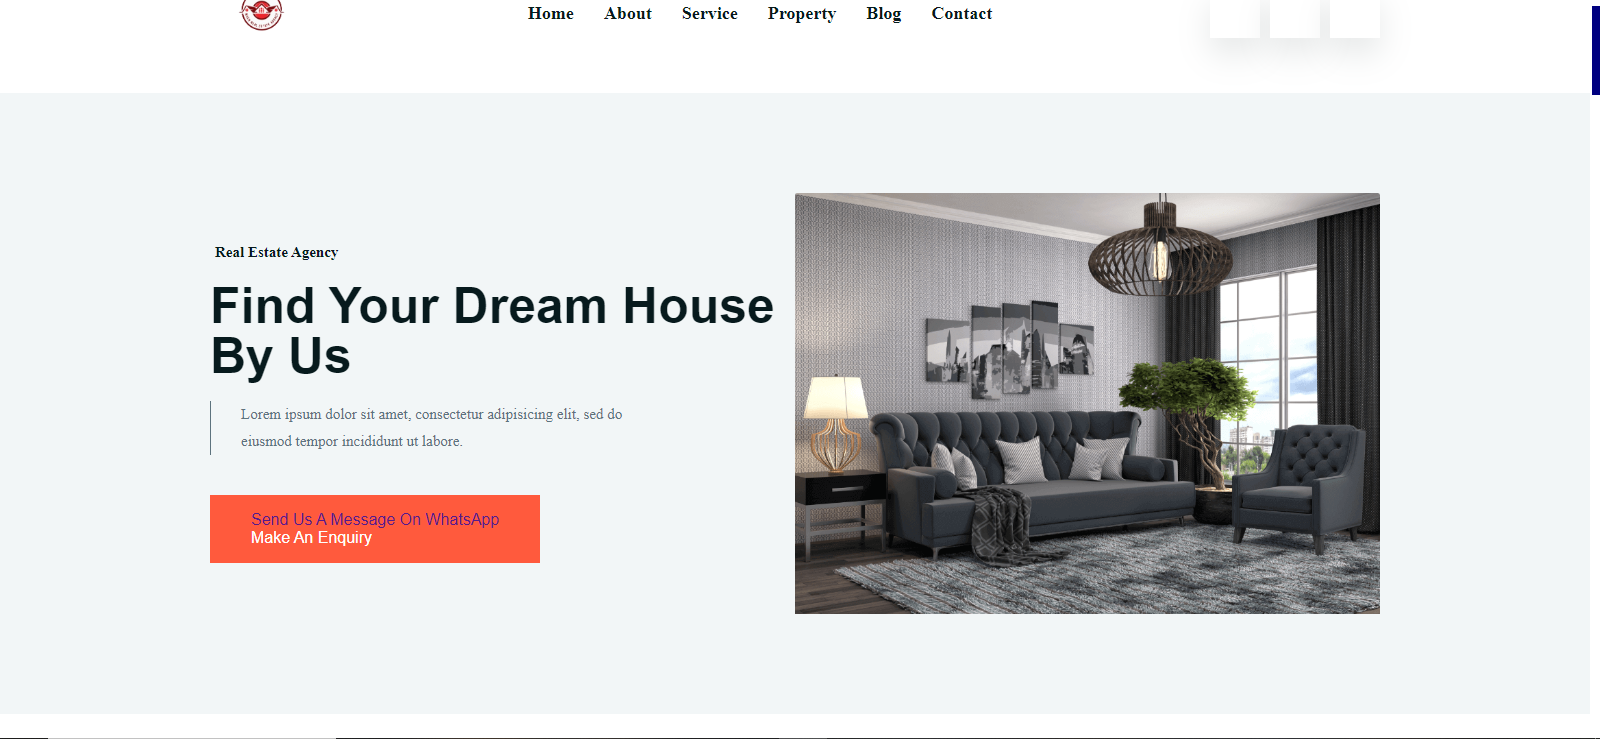 Home About Service Property Blog Contact
Real Estate Agency
Find Your Dream House
By Us
Lorem ipsum dolor sit amet, consectetur adipisicing elit, sed do
eiusmod tempor incididunt ut labore.
Send Us A Message On WhatsApp
Make An Enquiry